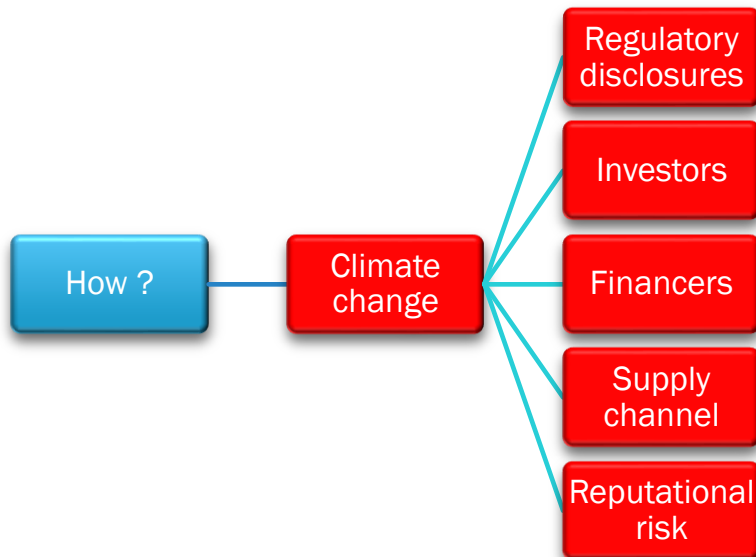 How ?
Climate
change
Regulatory
disclosures
Investors
Financers
Supply
channel
Reputational
risk